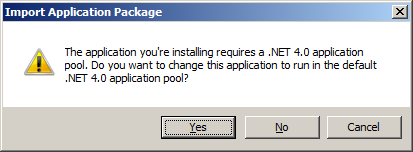 Import Application Package
The application you're installing requires a .NET 4.0 application
pool. Do you want to change this application to run in the default
.NET 4.0 application pool?
Yes
No
Cancel